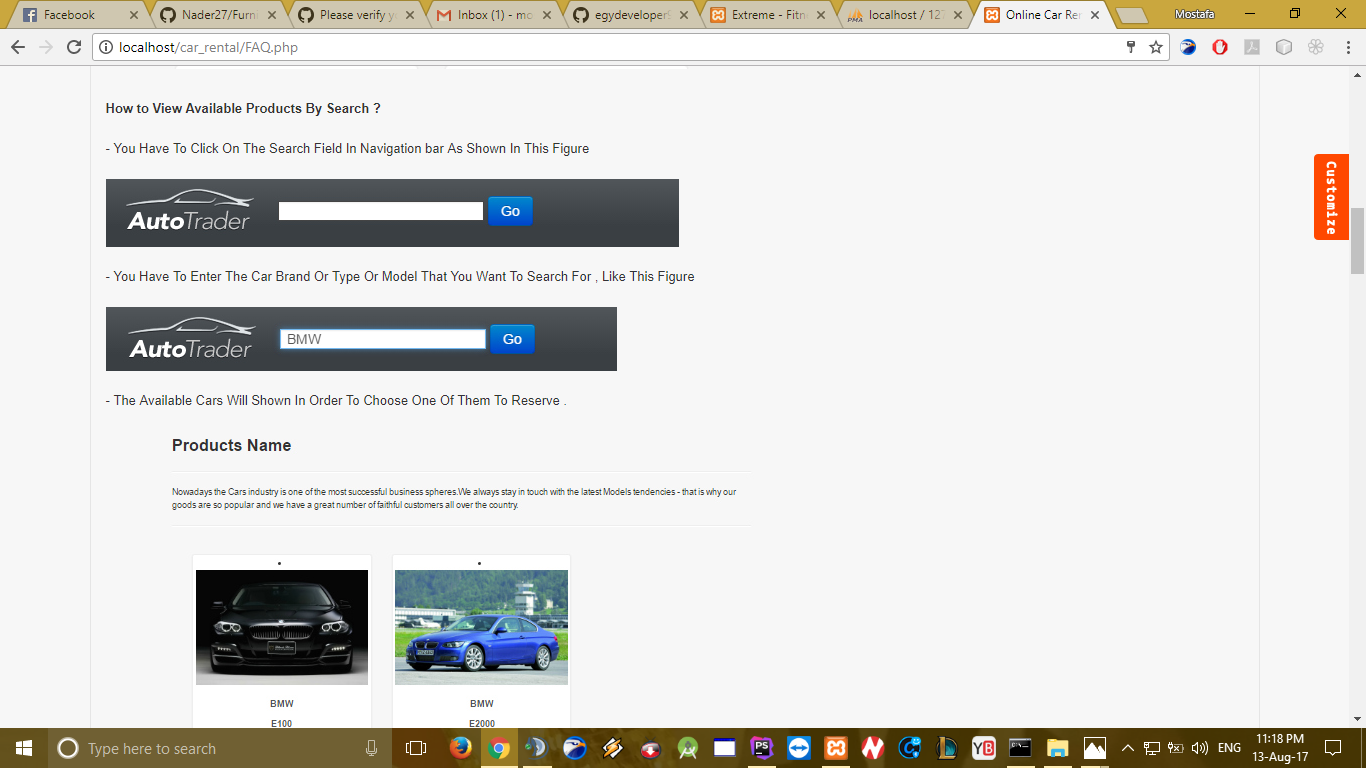 Facebook
Nader27/Furni
Please verify y
Inbox (1) - mo
egydeveloper
Extreme - Fitn
localhost / 127
Online Car Ren
Mostafa
localhost/car_rental/FAQ.php
How to View Available Products By Search ?
- You Have To Click On The Search Field In Navigation bar As Shown In This Figure
AutoTrader Go
- You Have To Enter The Car Brand Or Type Or Model That You Want To Search For , Like This Figure
AutoTrader BMW Go
- The Available Cars Will Shown In Order To Choose One Of Them To Reserve .
Products Name
Nowadays the Cars industry is one of the most successful business spheres.We always stay in touch with the latest Models tendencies - that is why our
goods are so popular and we have a great number of faithful customers all over the country.
BMW BMW
E100 E2000
Customize
Type here to search
PS
YB
ENG
11:18 PM
13-Aug-17